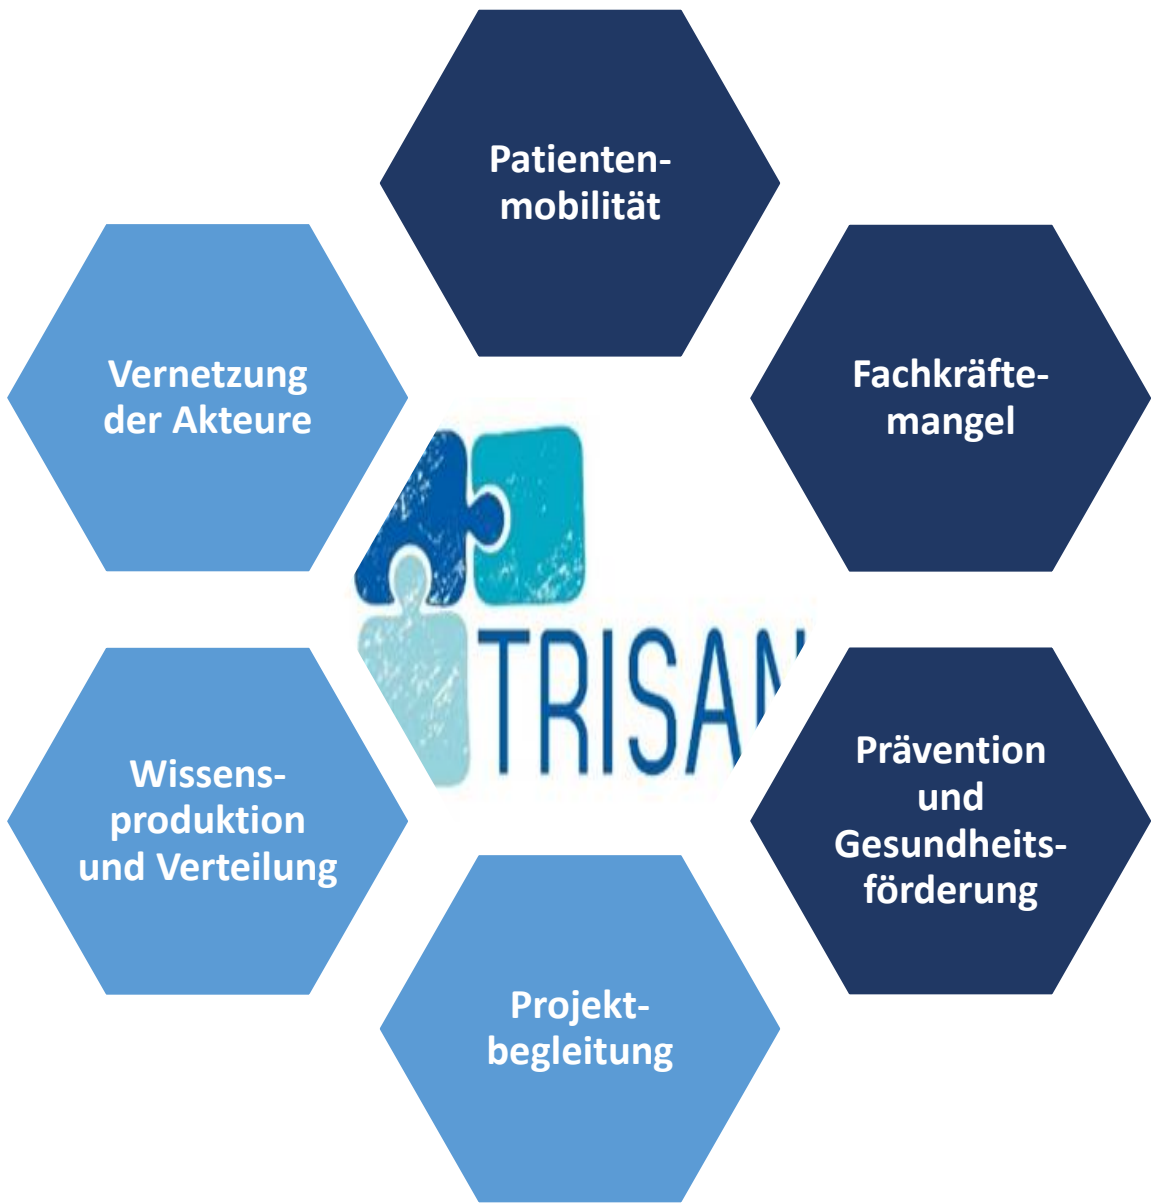 Patienten-
mobilität
Fachkräfte-
mangel
Prävention
und
Gesundheits-
förderung
Projekt-
begleitung
Wissens-
produktion
und Verteilung
Vernetzung
der Akteure
TRISAN